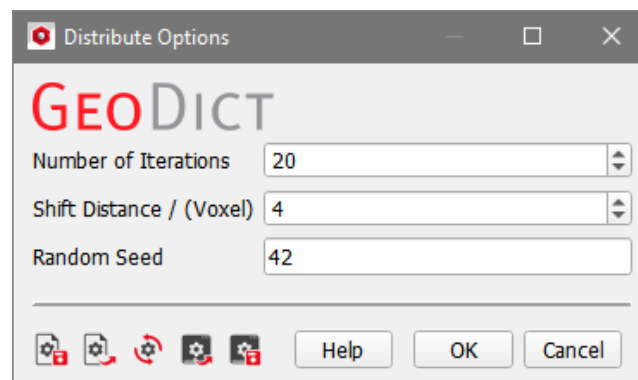 Distribute Options
GEODICT
Number of Iterations 20
Shift Distance / (Voxel) 4
Random Seed 42
Help OK Cancel